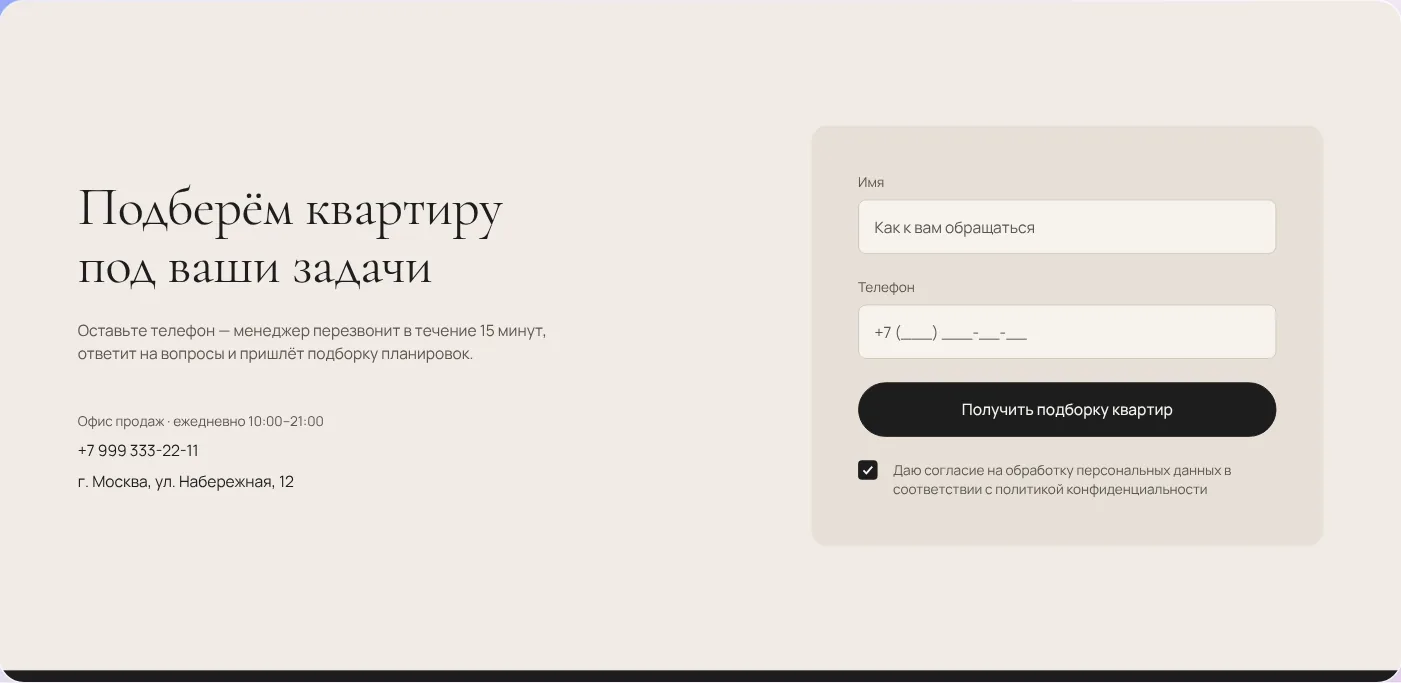 Подберём квартиру
под ваши задачи
Оставьте телефон — менеджер перезвонит в течение 15 минут,
ответит на вопросы и пришлёт подборку планировок.
Офис продаж · ежедневно 10:00–21:00
+7 999 333-22-11
г. Москва, ул. Набережная, 12
Имя
Как к вам обращаться
Телефон
+7 (___) ___-__-__
Получить подборку квартир
Даю согласие на обработку персональных данных в
соответствии с политикой конфиденциальности